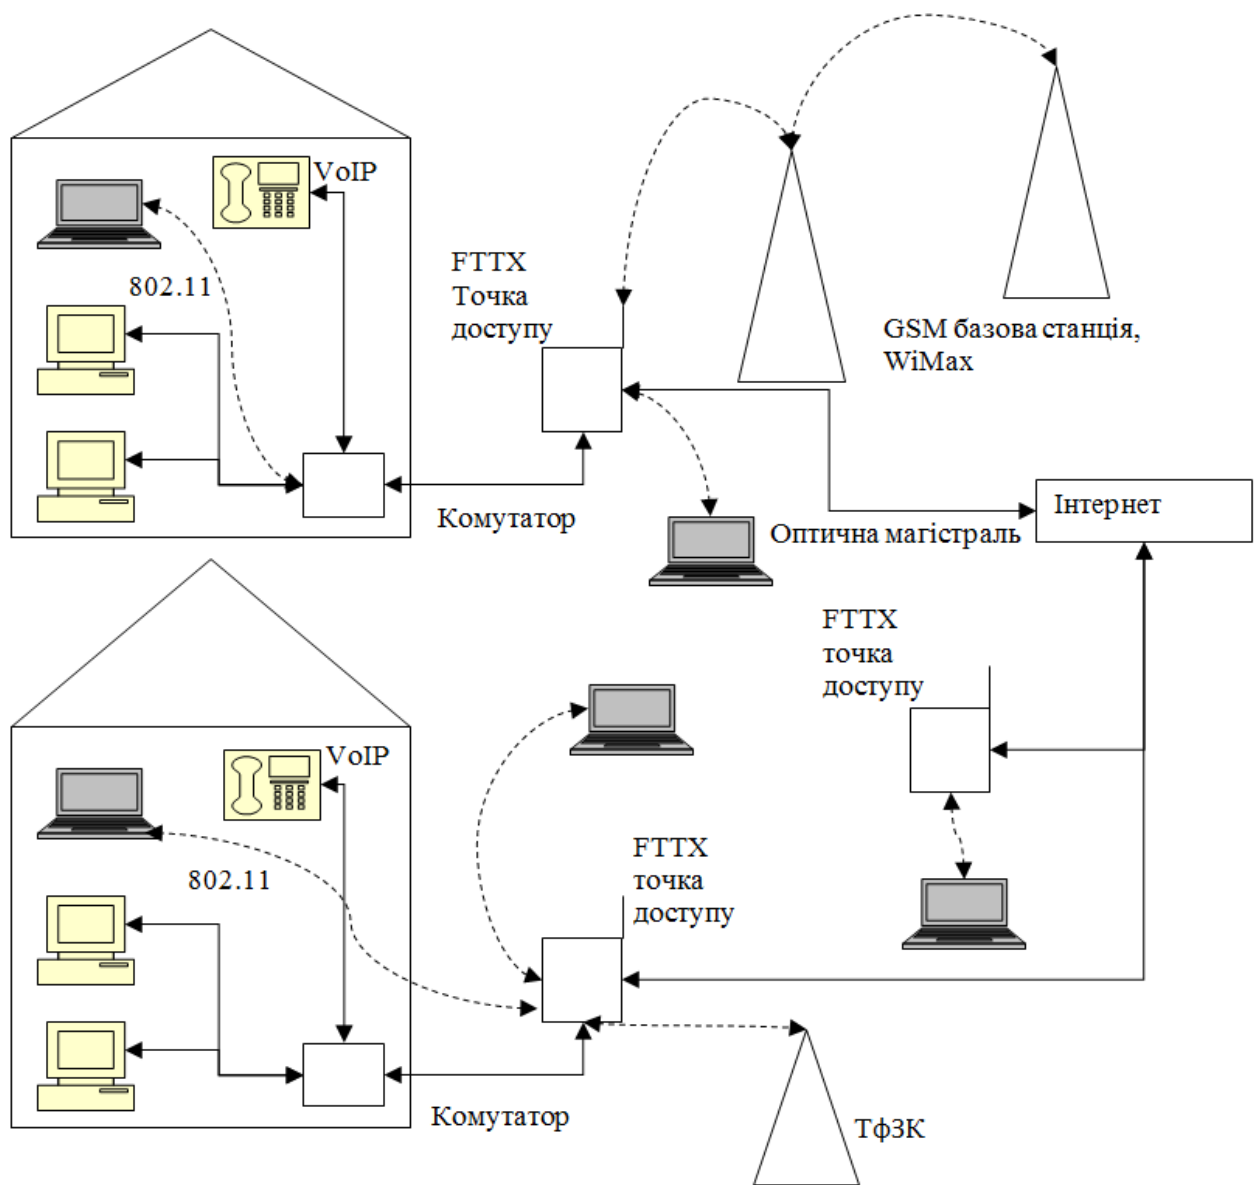 VoIP
802.11
FTTX
Точка
доступу
GSM базова станція,
WiMax
Комутатор
Оптична магістраль
Інтернет
FTTX
точка
доступу
VoIP
802.11
FTTX
точка
доступу
Комутатор
ТфЗК